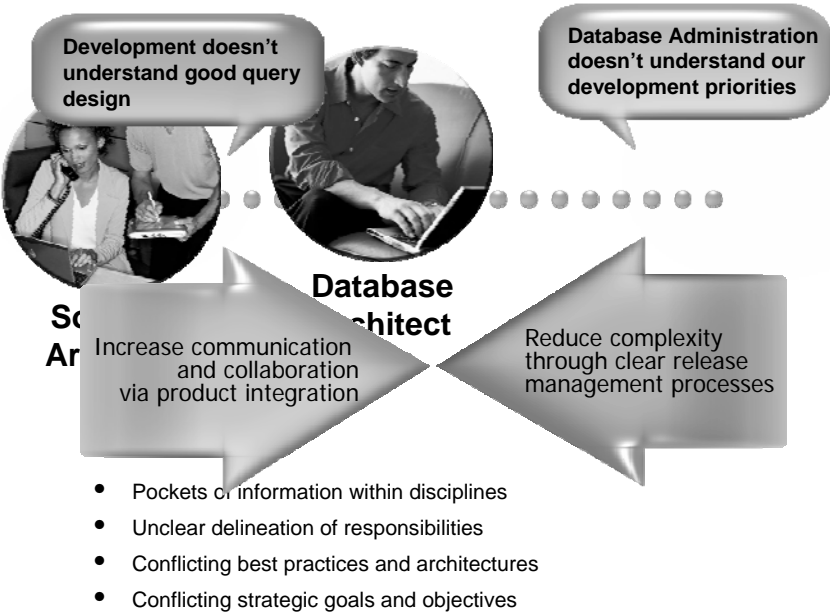 Development doesn't
understand good query
design
Database Administration
doesn't understand our
development priorities
Database
Increase communication
and collaboration
via product integration
Reduce complexity
through clear release
management processes
• Pockets of information within disciplines
• Unclear delineation of responsibilities
• Conflicting best practices and architectures
• Conflicting strategic goals and objectives